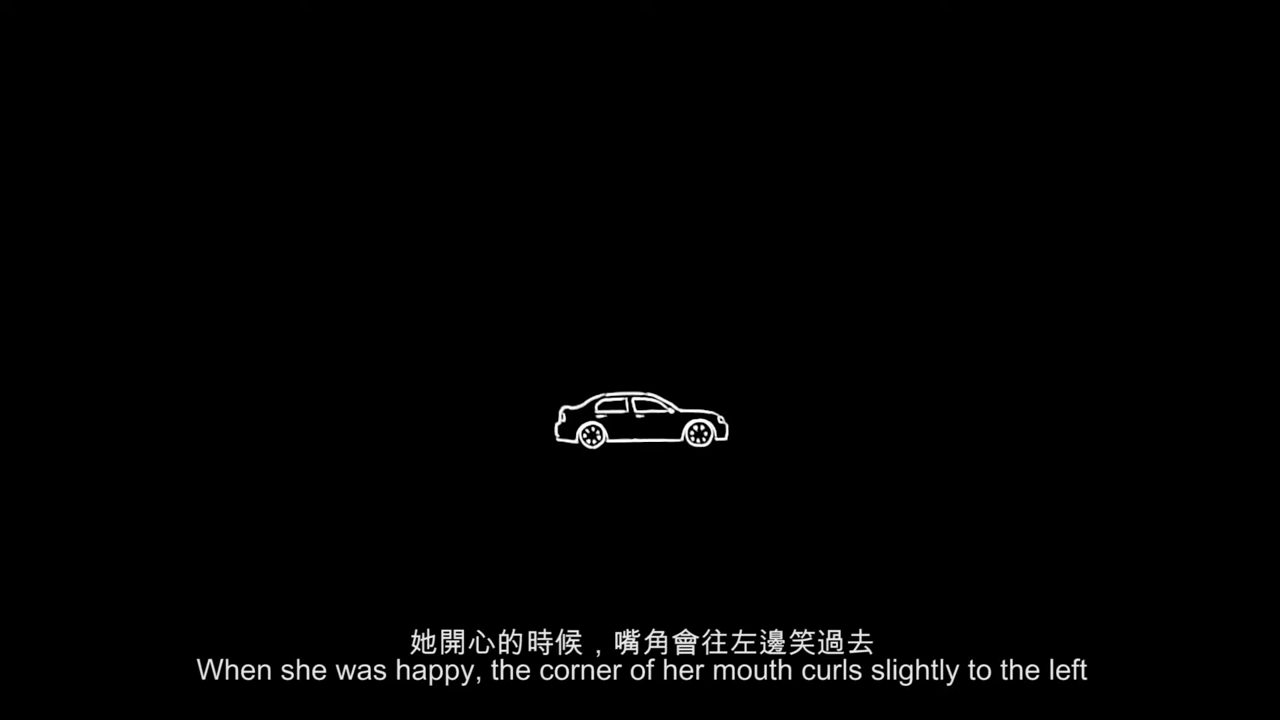 她開心的時候，嘴角會往左邊笑過去
When she was happy, the corner of her mouth curls slightly to the left